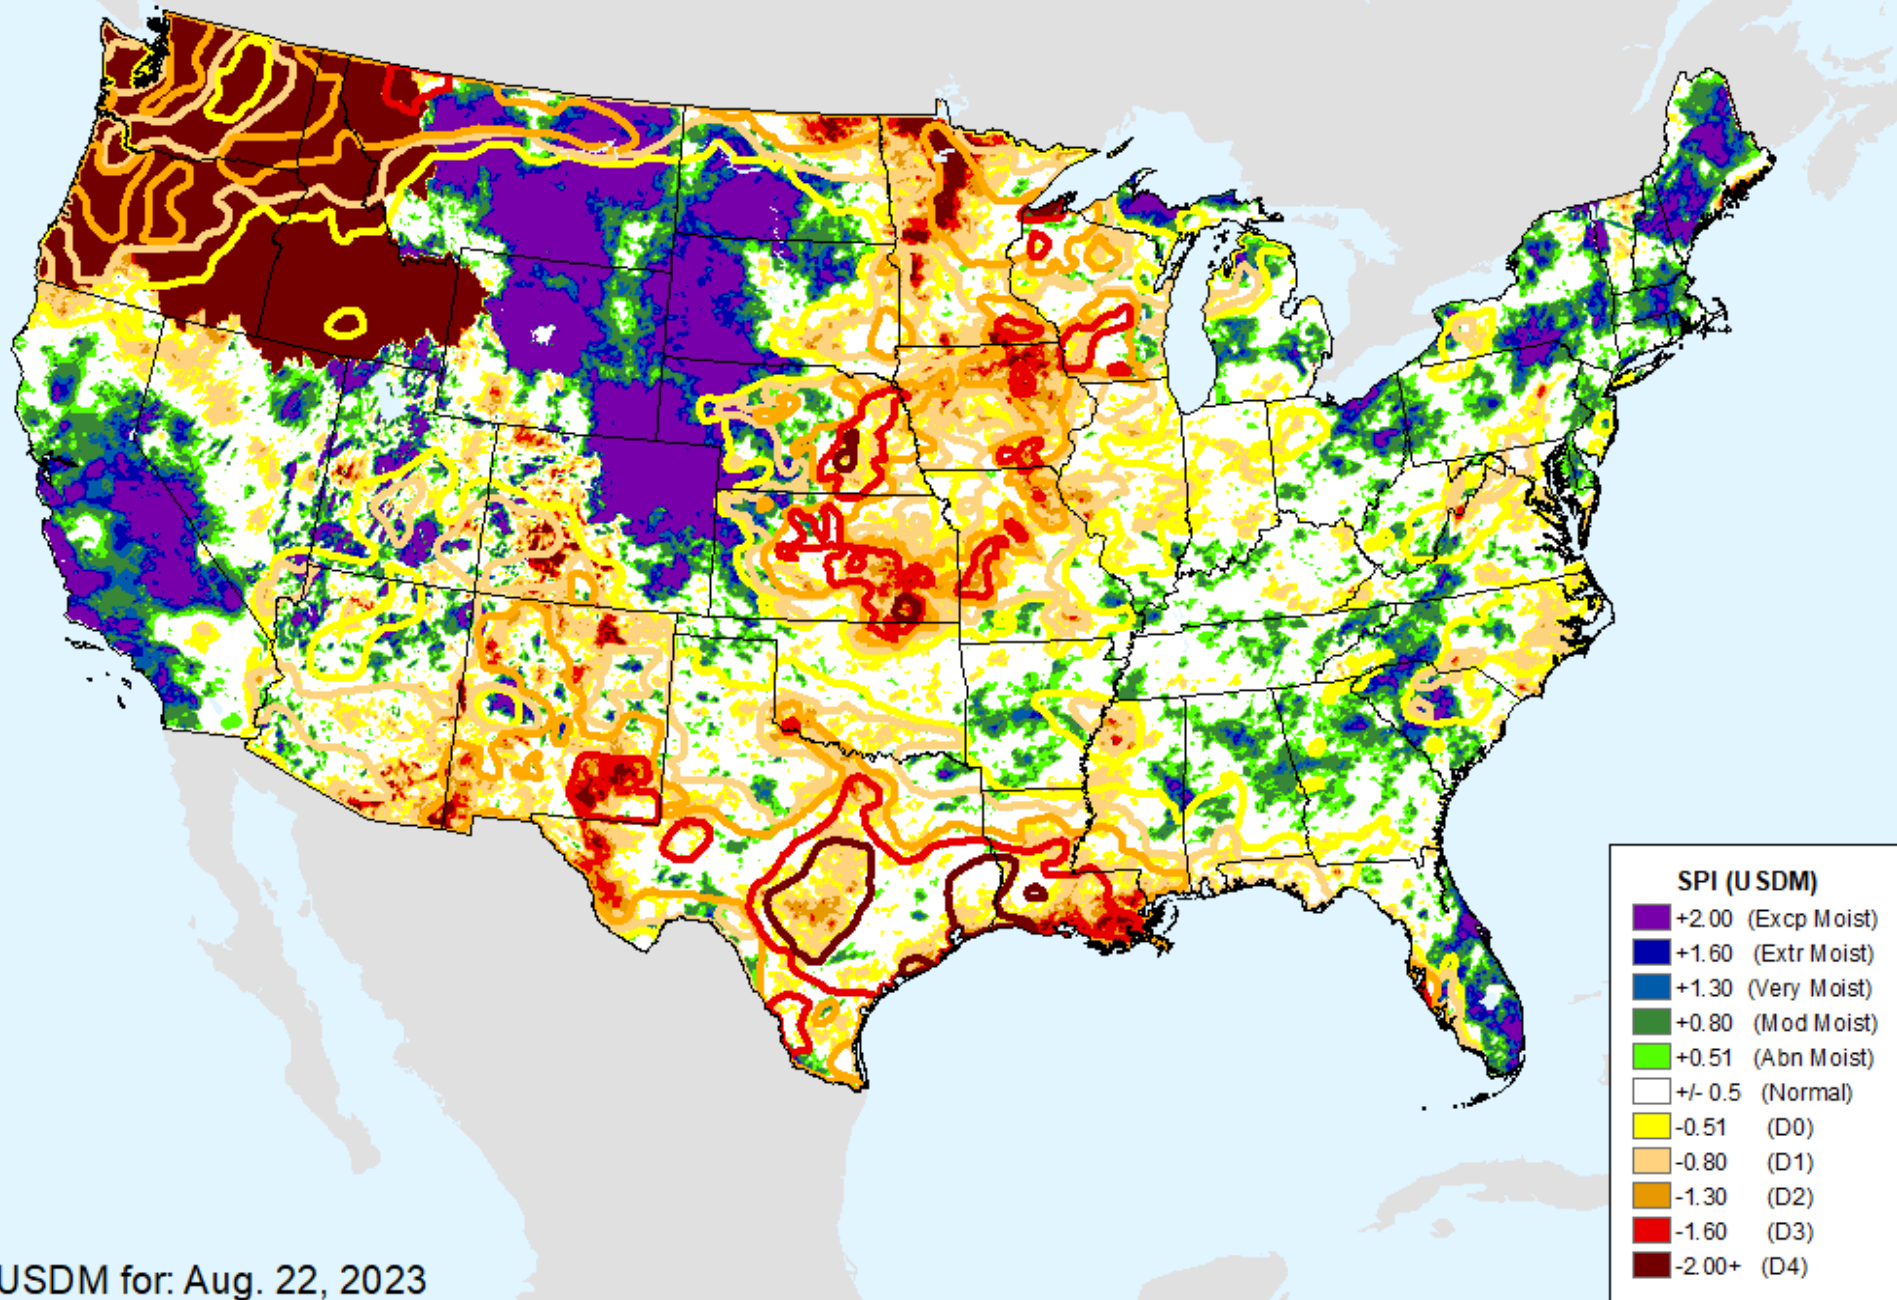 SPI (USDM)
+2.00 (Excp Moist)
+1.60 (Extr Moist)
+1.30 (Very Moist)
+0.80 (Mod Moist)
+0.51 (Abn Moist)
+/- 0.5 (Normal)
-0.51 (D0)
-0.80 (D1)
-1.30 (D2)
-1.60 (D3)
-2.00+ (D4)
USDM for: Aug. 22, 2023